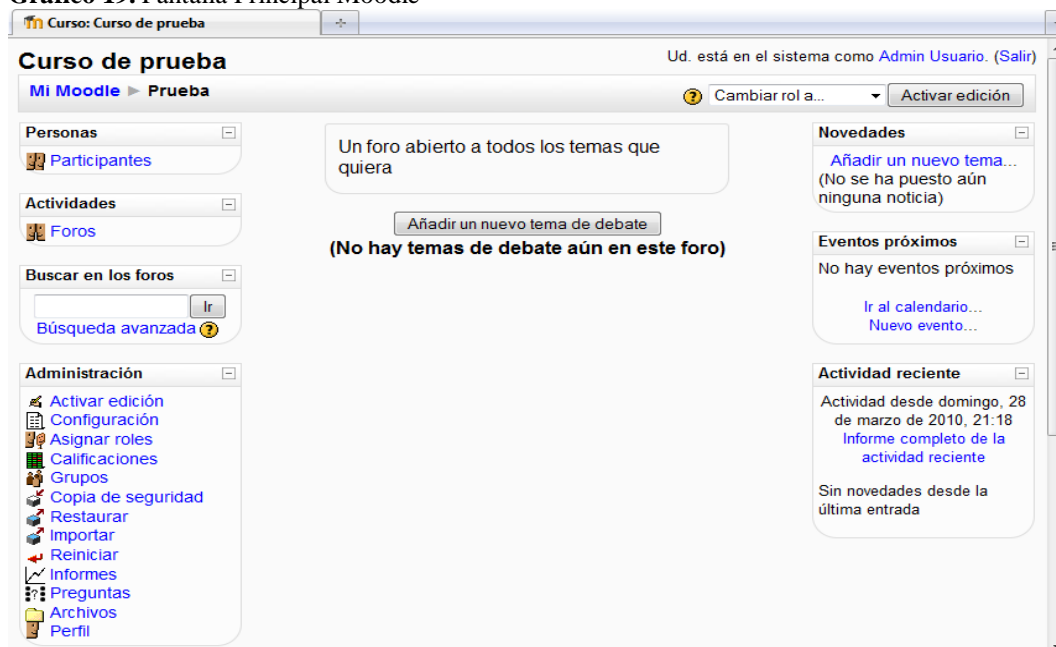 Gráfico 19. Pantalla Principal Moodle
Curso: Curso de prueba
Curso de prueba
Ud. está en el sistema como Admin Usuario. (Salir)
Mi Moodle ► Prueba
Cambiar rol a...
Activar edición
Personas
Participantes
Actividades
Foros
Buscar en los foros
Ir
Búsqueda avanzada
Administración
Activar edición
Configuración
Asignar roles
Calificaciones
Grupos
Copia de seguridad
Restaurar
Importar
Reiniciar
Informes
Preguntas
Archivos
Perfil
Un foro abierto a todos los temas que
quiera
Añadir un nuevo tema de debate
(No hay temas de debate aún en este foro)
Novedades
Añadir un nuevo tema...
(No se ha puesto aún
ninguna noticia)
Eventos próximos
No hay eventos próximos
Ir al calendario...
Nuevo evento...
Actividad reciente
Actividad desde domingo, 28
de marzo de 2010, 21:18
Informe completo de la
actividad reciente
Sin novedades desde la
última entrada